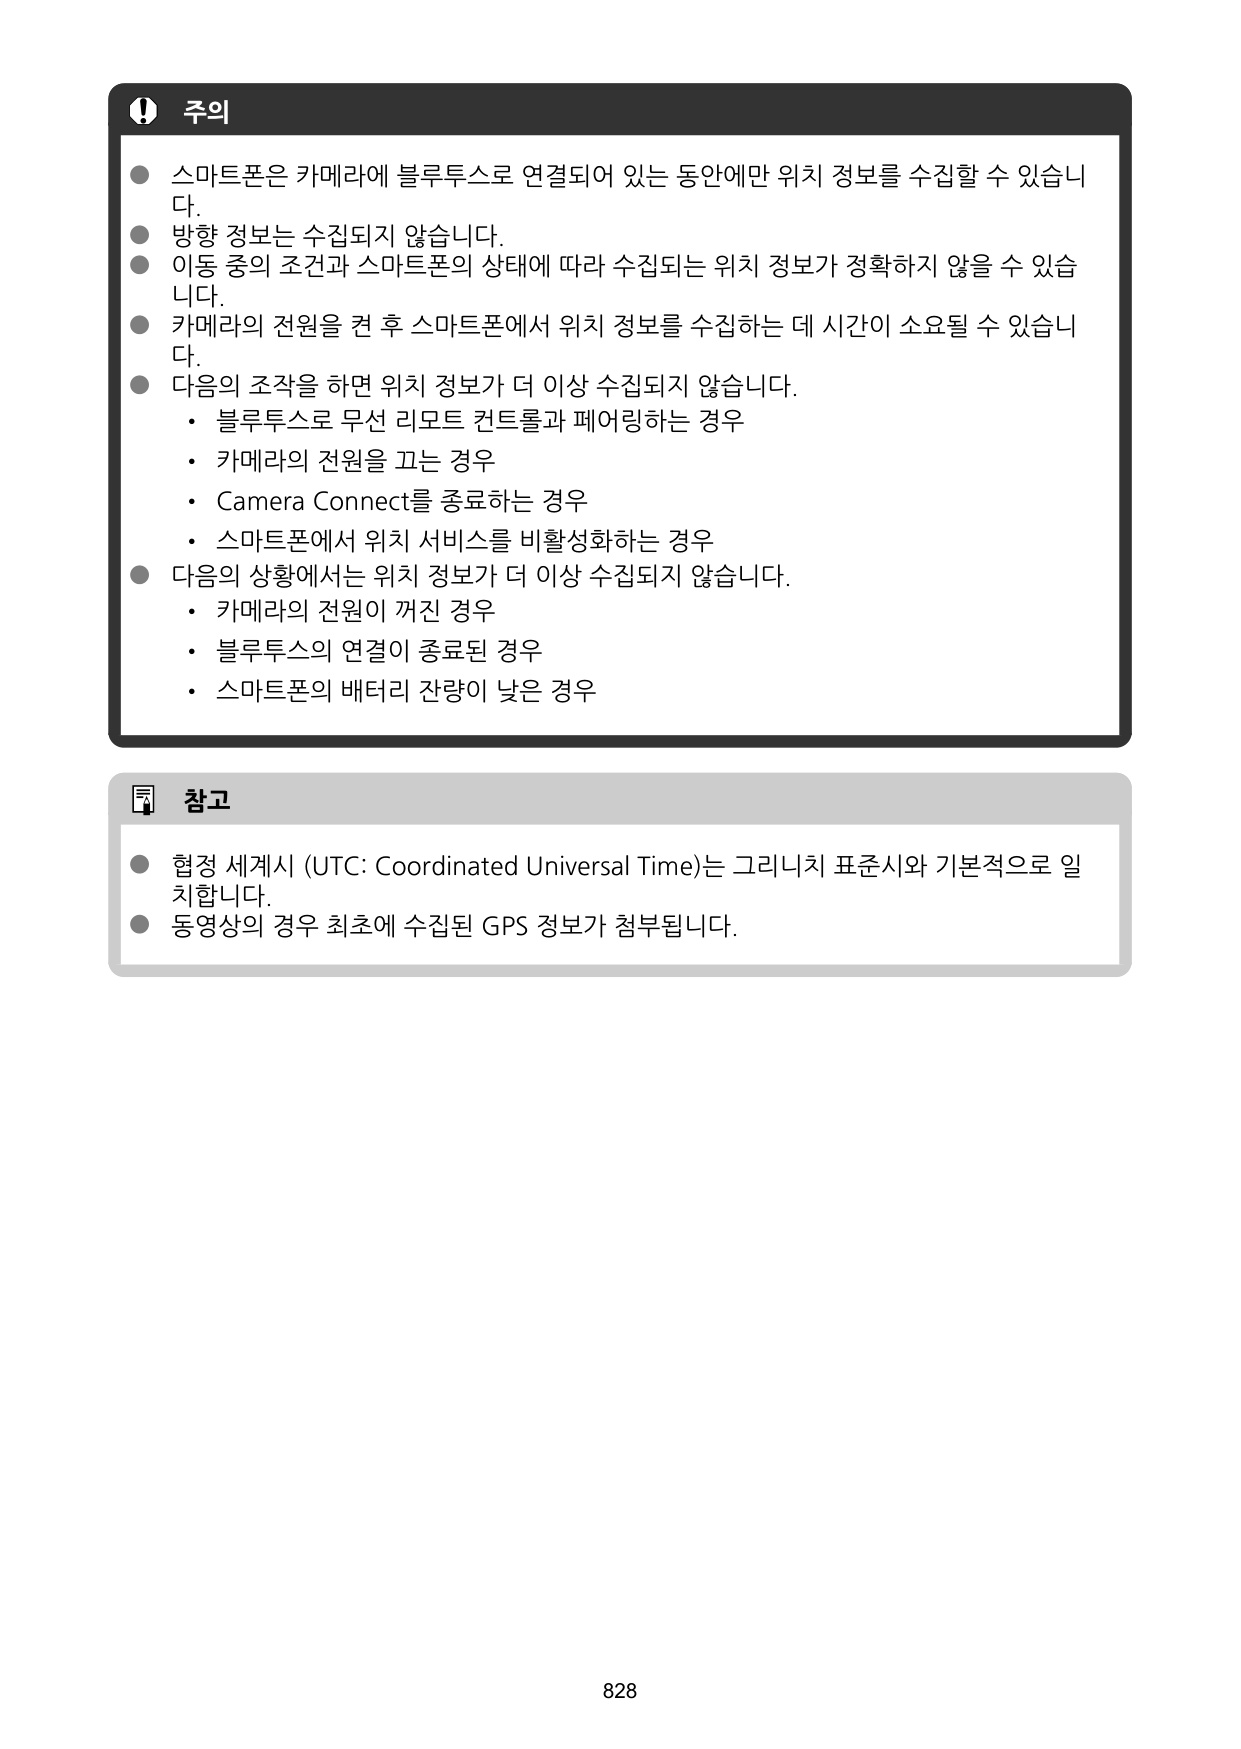 주의
● 스마트폰은 카메라에 블루투스로 연결되어 있는 동안에만 위치 정보를 수집할 수 있습니
다.
● 방향 정보는 수집되지 않습니다.
● 이동 중의 조건과 스마트폰의 상태에 따라 수집되는 위치 정보가 정확하지 않을 수 있습
니다.
● 카메라의 전원을 켠 후 스마트폰에서 위치 정보를 수집하는 데 시간이 소요될 수 있습니
다.
● 다음의 조작을 하면 위치 정보가 더 이상 수집되지 않습니다.
• 블루투스로 무선 리모트 컨트롤과 페어링하는 경우
• 카메라의 전원을 끄는 경우
• Camera Connect를 종료하는 경우
• 스마트폰에서 위치 서비스를 비활성화하는 경우
● 다음의 상황에서는 위치 정보가 더 이상 수집되지 않습니다.
• 카메라의 전원이 꺼진 경우
• 블루투스의 연결이 종료된 경우
• 스마트폰의 배터리 잔량이 낮은 경우
참고
● 협정 세계시 (UTC: Coordinated Universal Time)는 그리니치 표준시와 기본적으로 일
치합니다.
● 동영상의 경우 최초에 수집된 GPS 정보가 첨부됩니다.
828